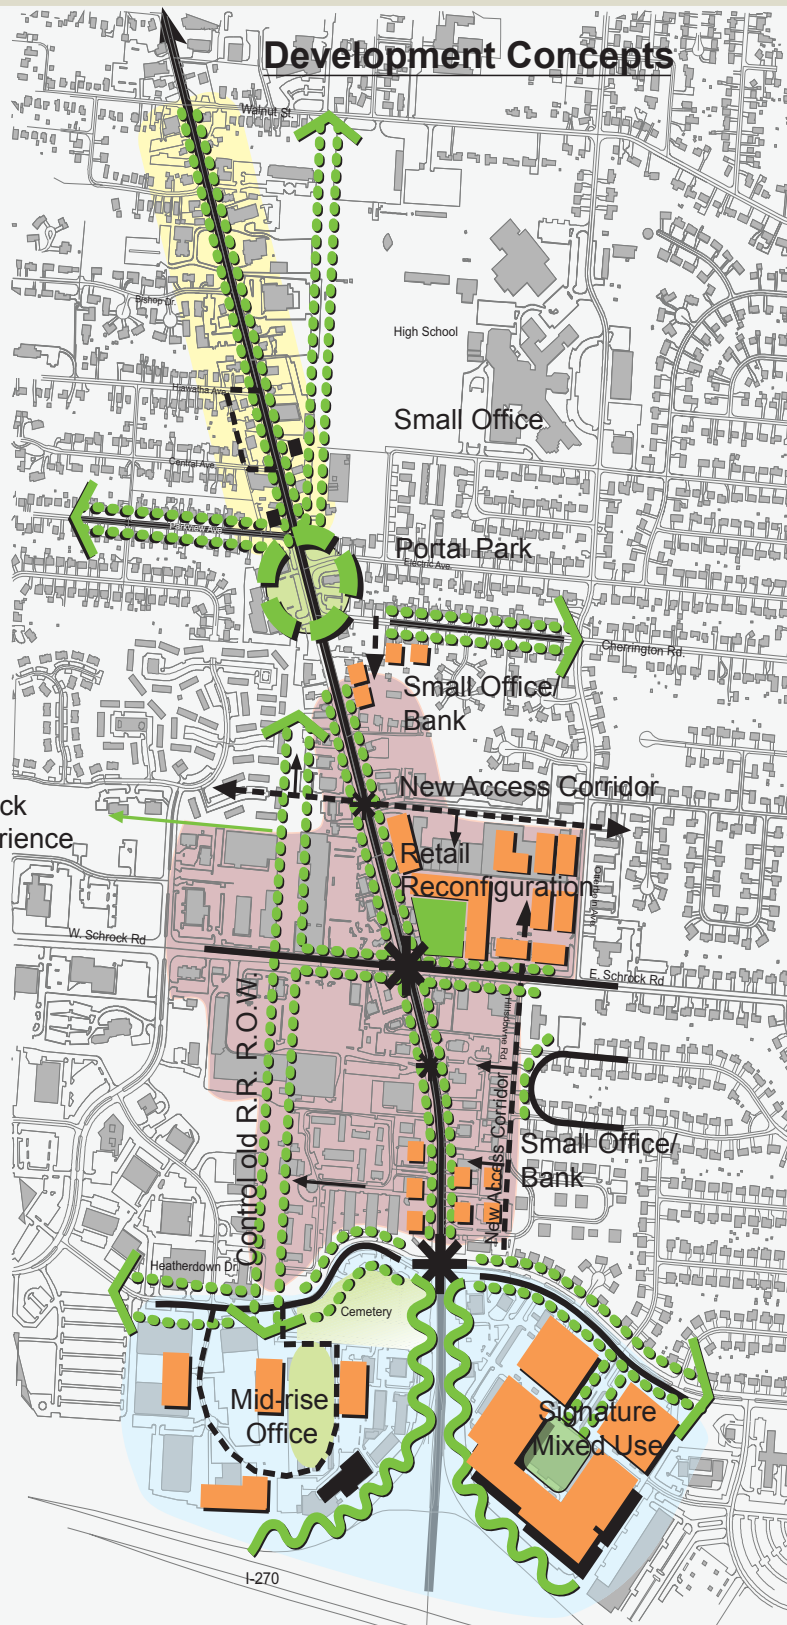 Development Concepts
Walnut St.
Bishop Dr.
High School
Hiawatha Ave.
Small Office
Central Ave.
Parkview Ave.
Portal Park
Electric Ave.
Cherrington Rd.
Small Office/
Bank
New Access Corridor
ck
rience
Retail
Reconfiguration
W. Schrock Rd
E. Schrock Rd
Control old R.R. R.O.W.
New Access Corridor
Small Office/
Bank
Heatherdown Dr.
Cemetery
Mid-rise
Office
Signature
Mixed Use
I-270